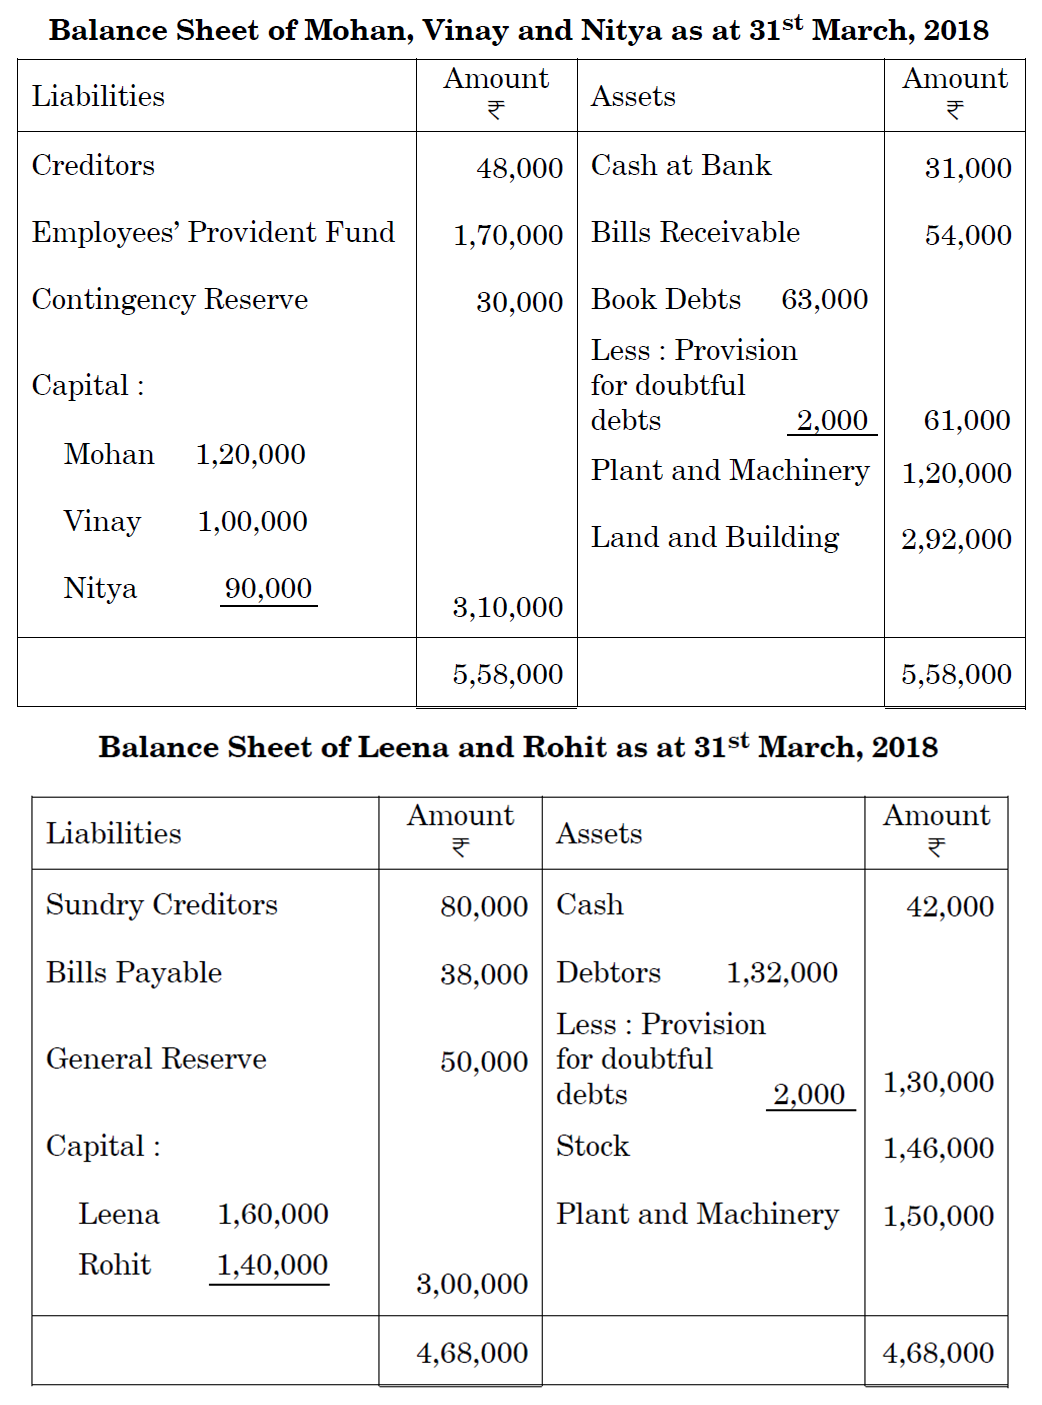 Balance Sheet of Mohan, Vinay and Nitya as at 31st March, 2018
Liabilities Amount ₹ Assets Amount ₹
Creditors 48,000 Cash at Bank 31,000
Employees’ Provident Fund 1,70,000 Bills Receivable 54,000
Contingency Reserve 30,000 Book Debts 63,000
Less : Provision
Capital : for doubtful
debts 2,000 61,000
Mohan 1,20,000
Plant and Machinery 1,20,000
Vinay 1,00,000
Land and Building 2,92,000
Nitya 90,000
3,10,000
5,58,000 5,58,000
Balance Sheet of Leena and Rohit as at 31st March, 2018
Liabilities Amount ₹ Assets Amount ₹
Sundry Creditors 80,000 Cash 42,000
Bills Payable 38,000 Debtors 1,32,000
Less : Provision
General Reserve 50,000 for doubtful
debts 2,000 1,30,000
Capital : Stock 1,46,000
Leena 1,60,000 Plant and Machinery 1,50,000
Rohit 1,40,000
3,00,000
4,68,000 4,68,000